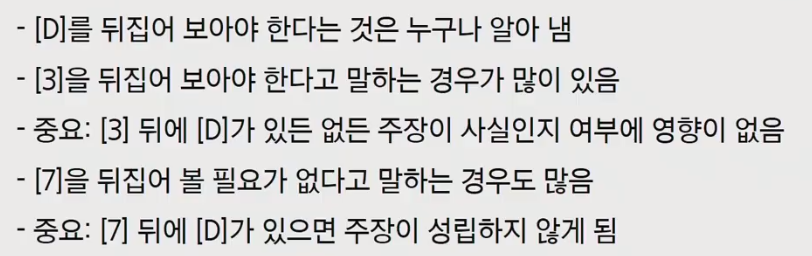 - [D]를 뒤집어 보아야 한다는 것은 누구나 알아 냄
- [3]을 뒤집어 보아야 한다고 말하는 경우가 많이 있음
- 중요: [3] 뒤에 [D]가 있든 없든 주장이 사실인지 여부에 영향이 없음
- [7]을 뒤집어 볼 필요가 없다고 말하는 경우도 많음
- 중요: [7] 뒤에 [D]가 있으면 주장이 성립하지 않게 됨